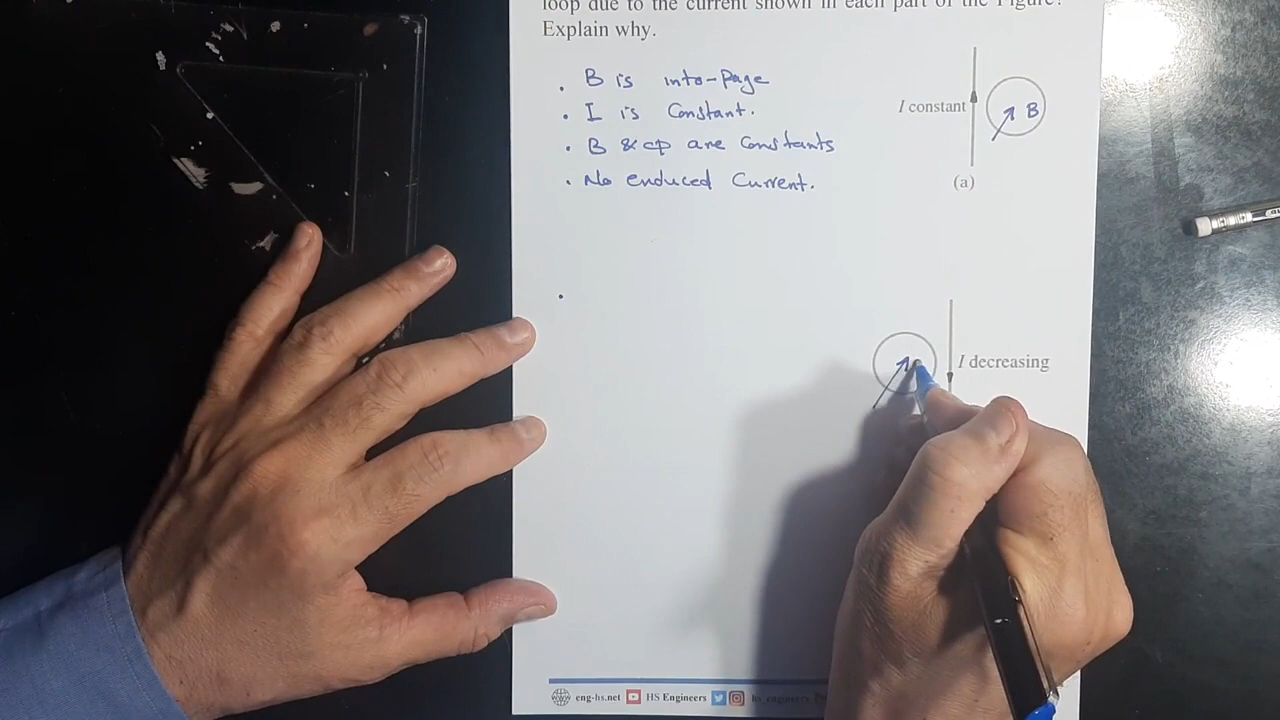 loop due to the current shown in each part of the Figure?
Explain why.
. B is into-page
. I is Constant.
. B & φ are Constants
. No enduced Current.
I constant
B
(a)
.
I decreasing
eng-hs.net HS Engineers hs_engineers